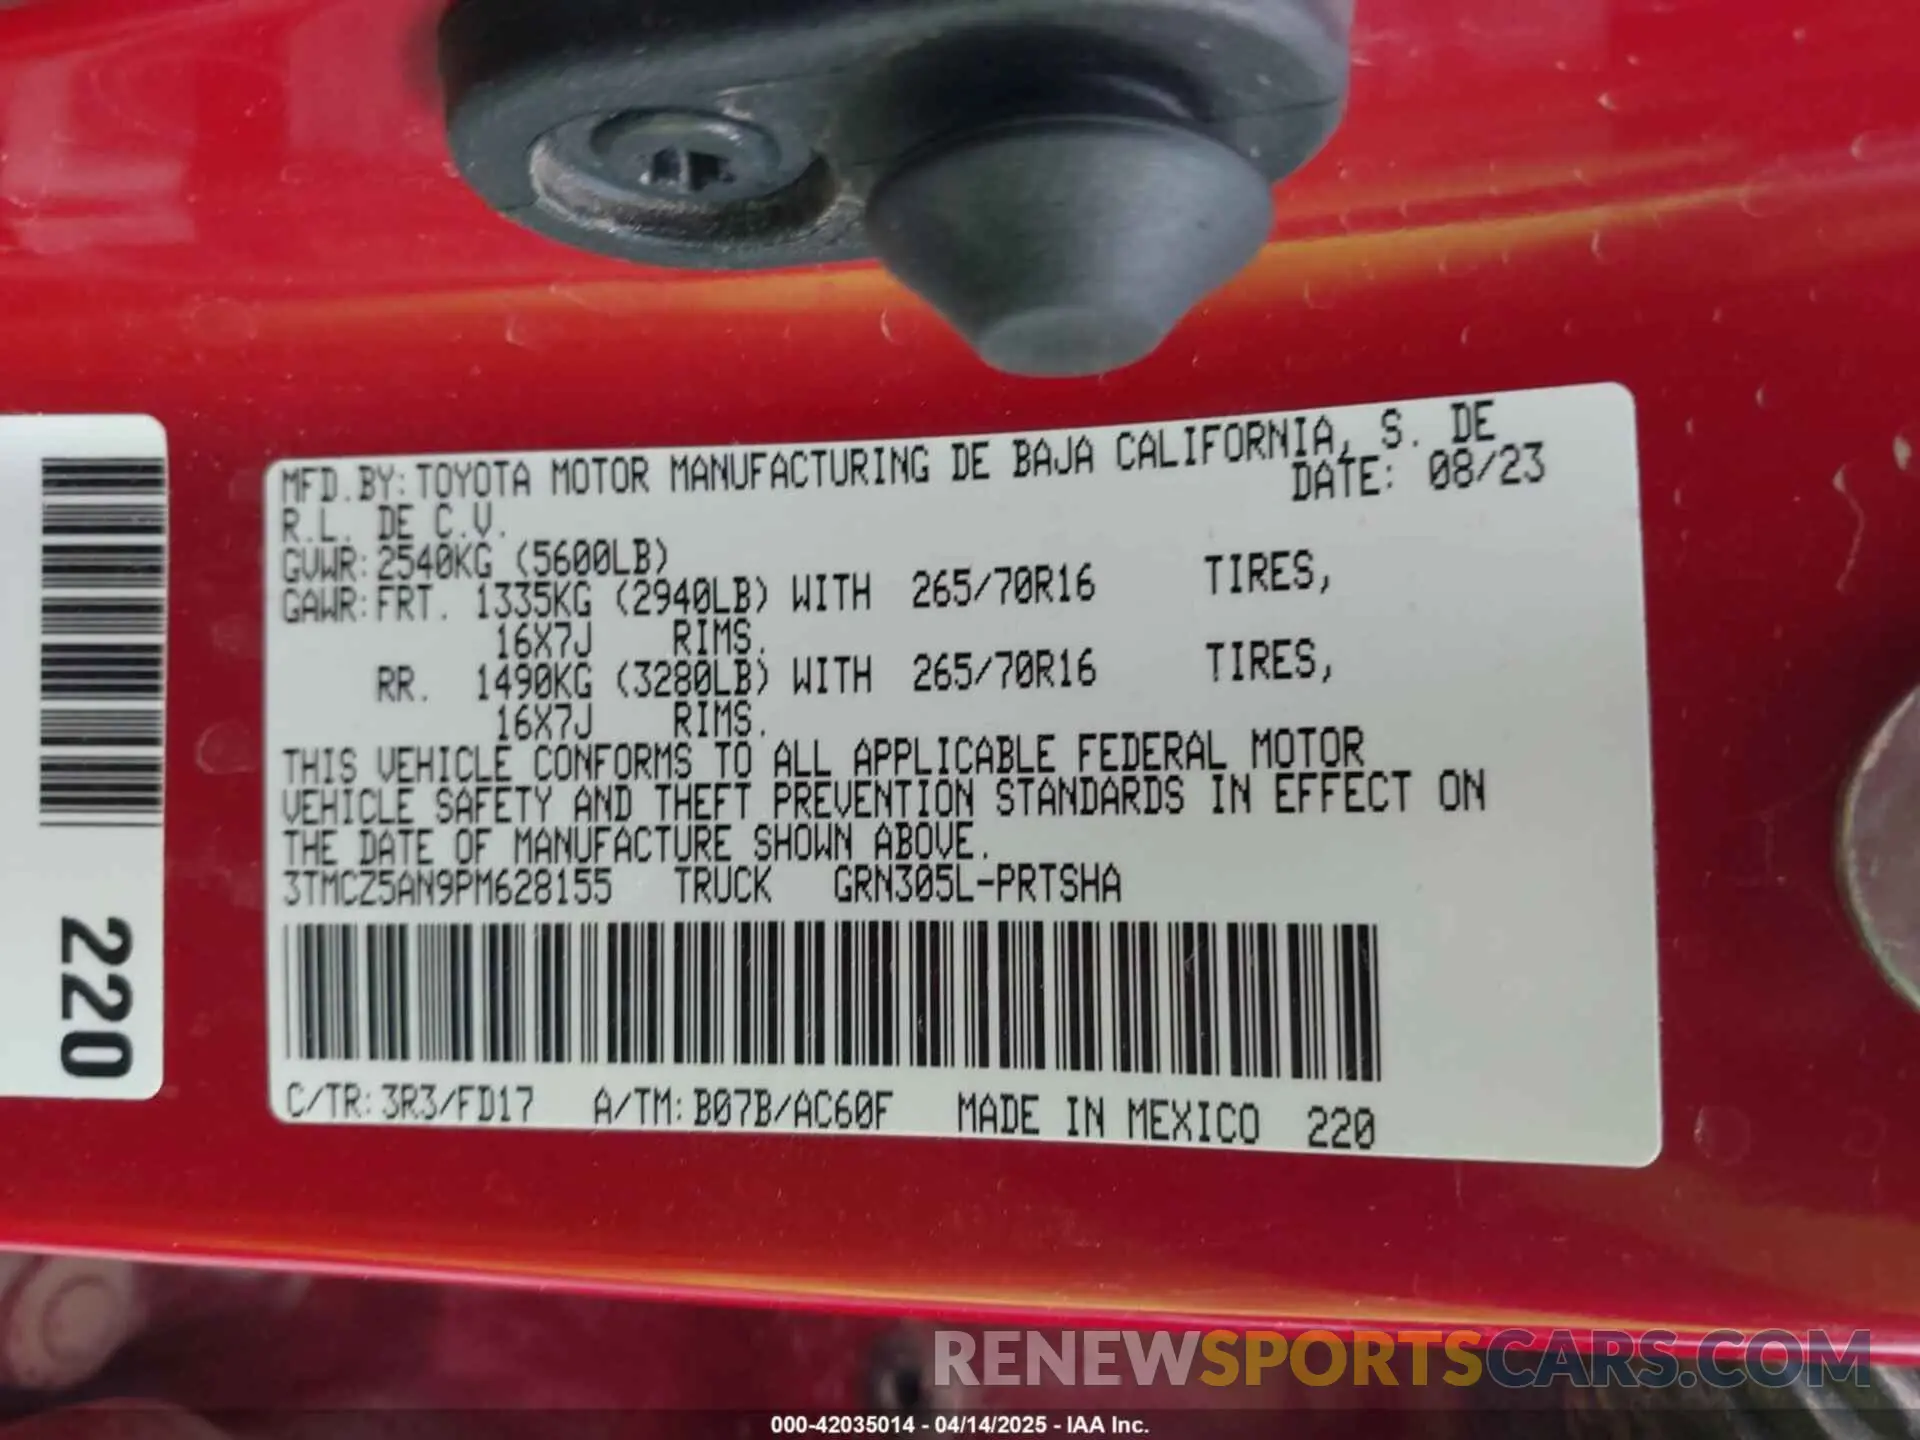 MFD.BY: TOYOTA MOTOR MANUFACTURING DE BAJA CALIFORNIA, S. DE
R.L. DE C.V. DATE: 08/23
GVWR: 2540KG (5600LB)
GAWR: FRT. 1335KG (2940LB) WITH 265/70R16 TIRES,
16X7J RIMS.
RR. 1490KG (3280LB) WITH 265/70R16 TIRES,
16X7J RIMS.
THIS VEHICLE CONFORMS TO ALL APPLICABLE FEDERAL MOTOR
VEHICLE SAFETY AND THEFT PREVENTION STANDARDS IN EFFECT ON
THE DATE OF MANUFACTURE SHOWN ABOVE.
3TMCZ5AN9PM628155 TRUCK GRN305L-PRTSHA
C/TR: 3R3/FD17 A/TM: B07B/AC60F MADE IN MEXICO 220
220
RENEWSPORTSCARS.COM
000-42035014 - 04/14/2025 - IAA Inc.